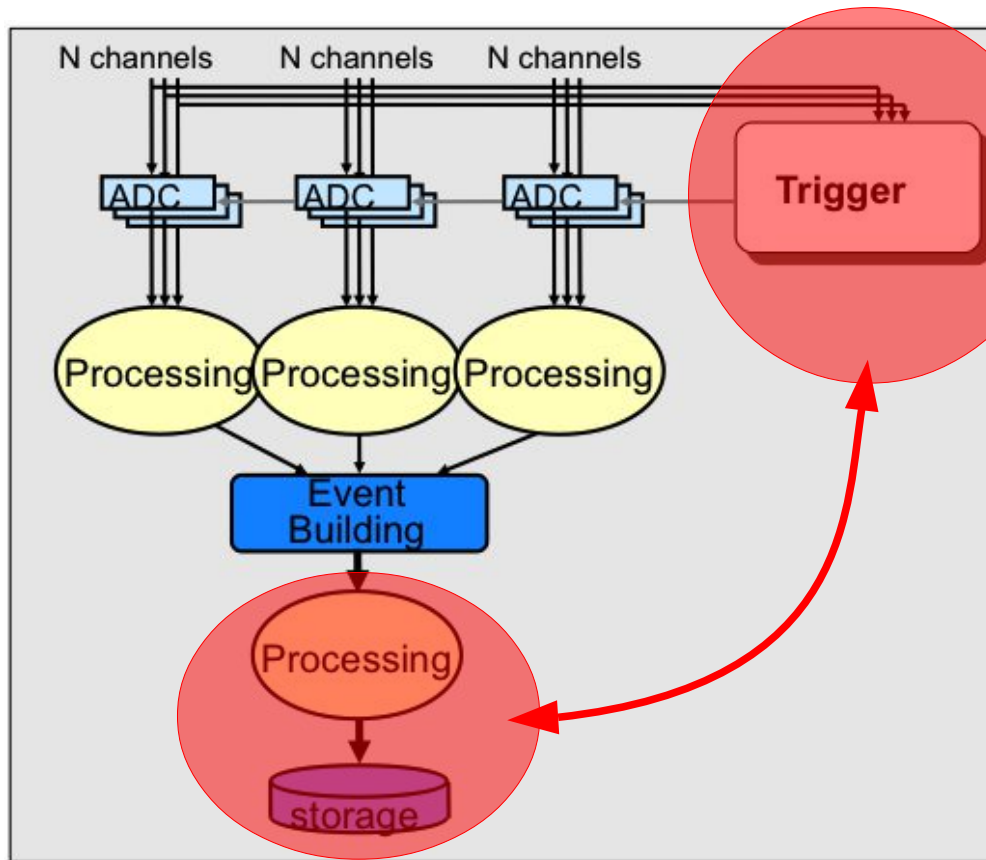 N channels N channels N channels
Trigger
ADC ADC ADC
Processing Processing Processing
Event
Building
Processing
storage